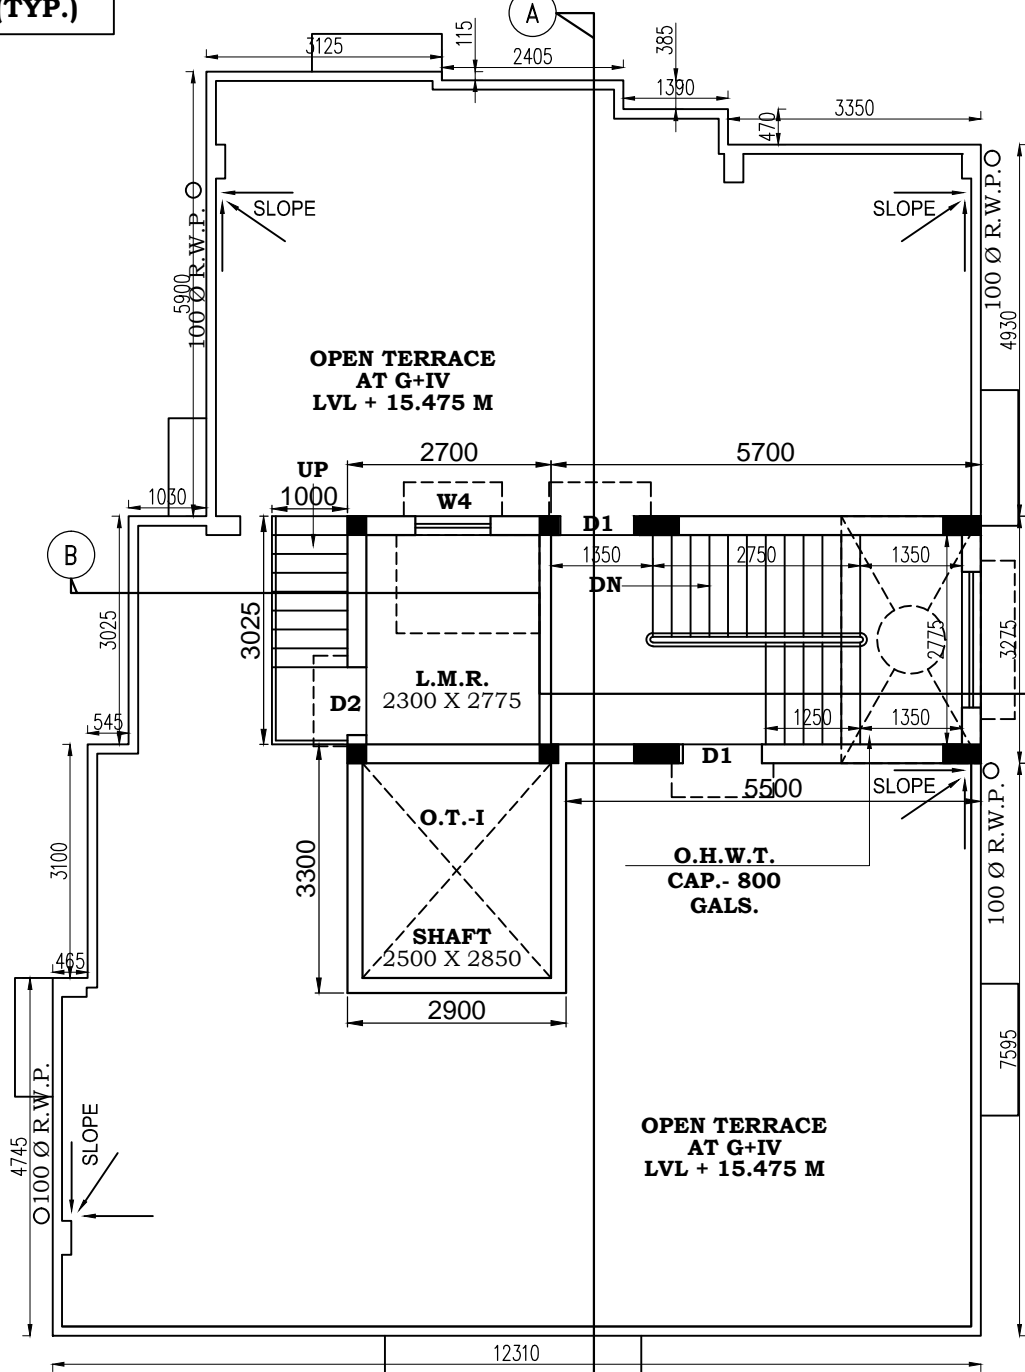 (TYP.)
A
3125
115
2405
385
1390
470
3350
SLOPE
SLOPE
100 Ø R.W.P.
5900
100 Ø R.W.P.
4930
OPEN TERRACE
AT G+IV
LVL + 15.475 M
2700
5700
UP
1000
1030
W4
D1
B
1350
2750
1350
DN
3025
3025
2775
3275
L.M.R.
2300 X 2775
D2
545
1250
1350
D1
5500
SLOPE
O.T.-I
3100
3300
O.H.W.T.
CAP.- 800
GALS.
100 Ø R.W.P.
SHAFT
2500 X 2850
465
2900
7595
4745
100 Ø R.W.P.
SLOPE
OPEN TERRACE
AT G+IV
LVL + 15.475 M
12310